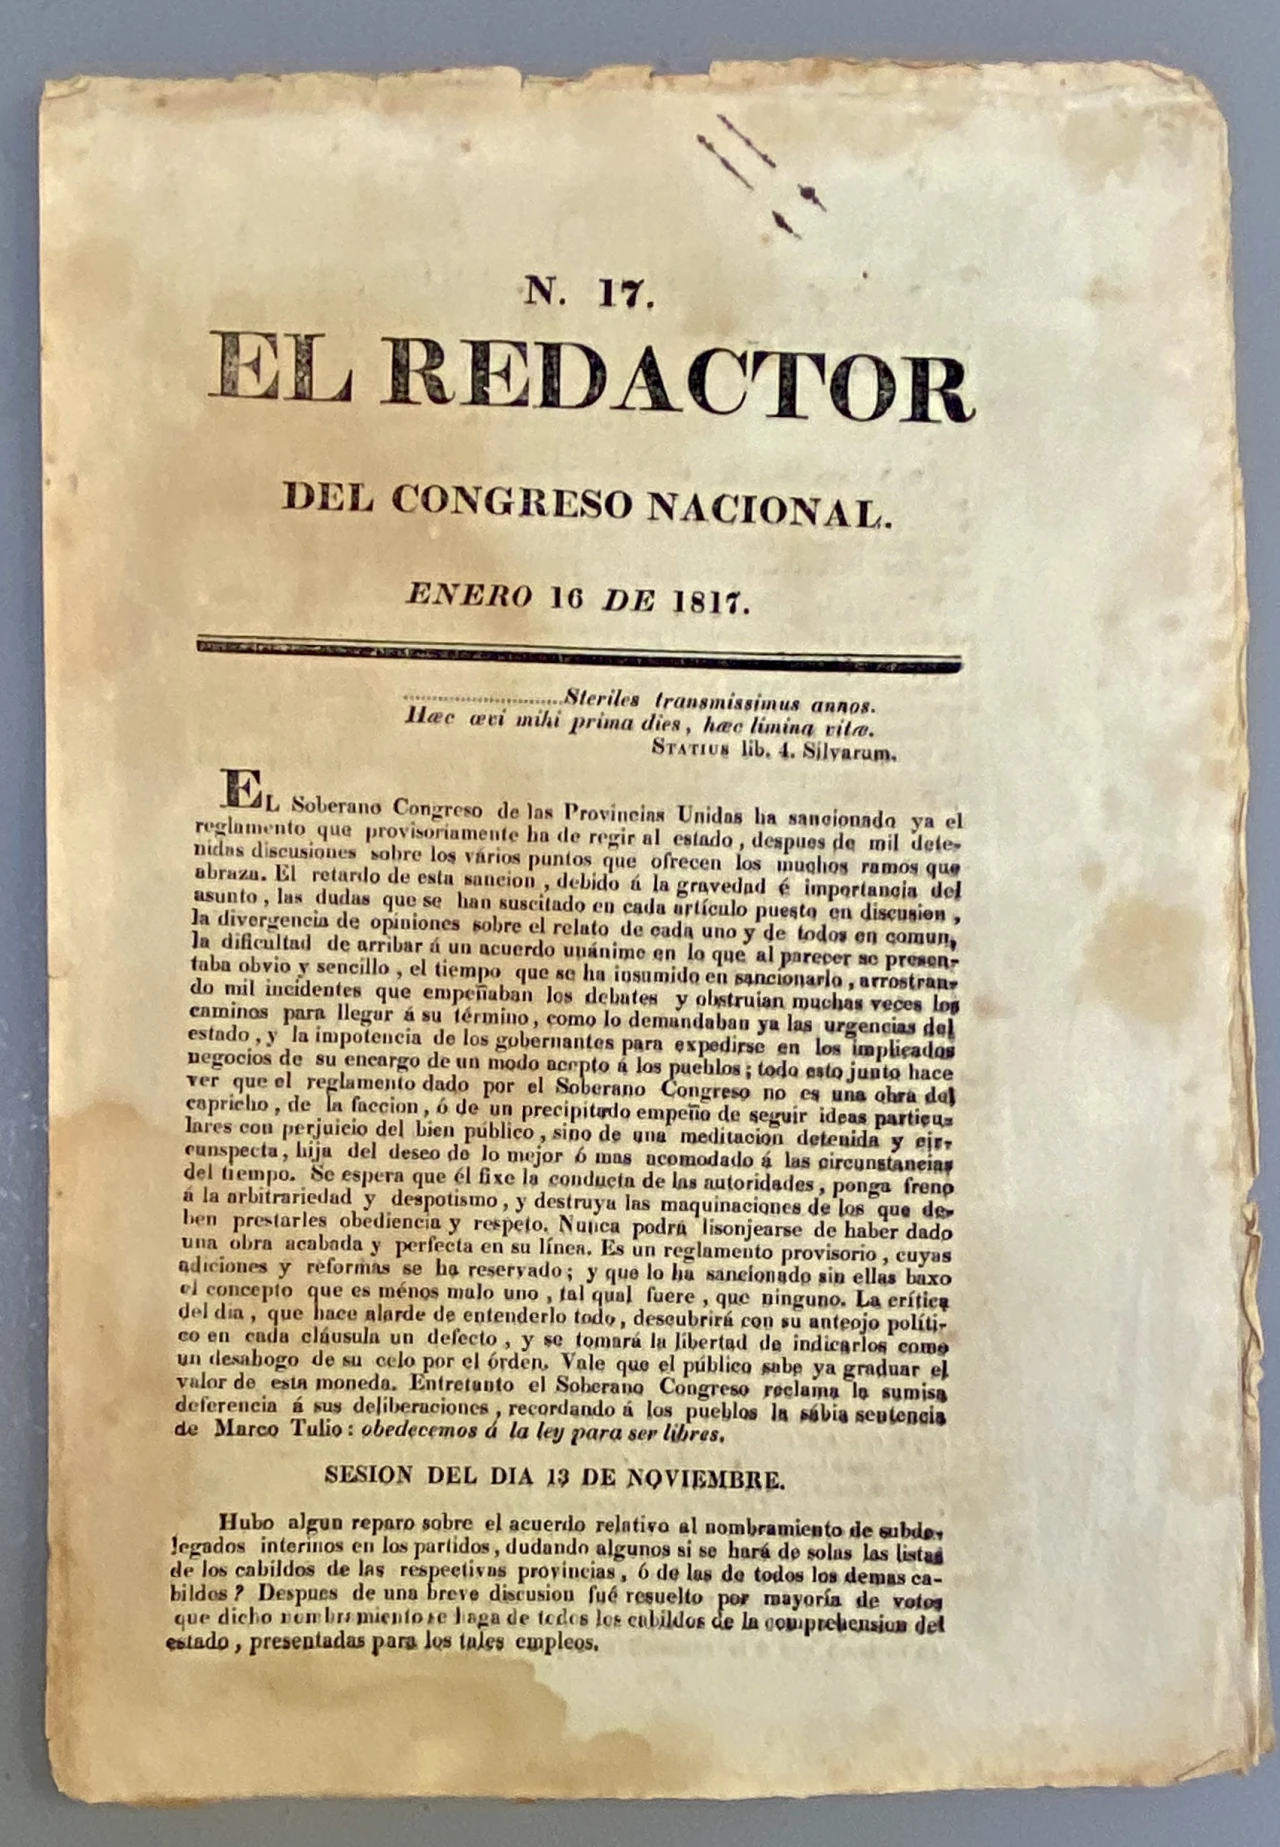 N. 17.
EL REDACTOR
DEL CONGRESO NACIONAL.
ENERO 16 DE 1817.
......................Steriles transmissimus annos.
Hæc ævi mihi prima dies, hæc limina vitæ.
STATIUS lib. 4. Silvarum.
EL Soberano Congreso de las Provincias Unidas ha sancionado ya el
reglamento que provisoriamente ha de regir al estado, despues de mil dete-
nidas discusiones sobre los vários puntos que ofrecen los muchos ramos que
abraza. El retardo de esta sancion, debido á la gravedad é importancia del
asunto, las dudas que se han suscitado en cada artículo puesto en discusion,
la divergencia de opiniones sobre el relato de cada uno y de todos en comun,
la dificultad de arribar á un acuerdo unánime en lo que al parecer se presen-
taba obvio y sencillo, el tiempo que se ha insumido en sancionarlo, arrostran-
do mil incidentes que empeñaban los debates y obstruian muchas veces los
caminos para llegar á su término, como lo demandaban ya las urgencias del
estado, y la impotencia de los gobernantes para expedirse en los implicados
negocios de su encargo de un modo acepto á los pueblos; todo esto junto hace
ver que el reglamento dado por el Soberano Congreso no es una obra del
capricho, de la faccion, ó de un precipitado empeño de seguir ideas particu-
lares con perjuicio del bien público, sino de una meditacion detenida y cir-
cunspecta, hija del deseo de lo mejor ó mas acomodado á las circunstancias
del tiempo. Se espera que él fixe la conducta de las autoridades, ponga freno
á la arbitrariedad y despotismo, y destruya las maquinaciones de los que de-
ben prestarles obediencia y respeto. Nunca podrá lisonjearse de haber dado
una obra acabada y perfecta en su línea. Es un reglamento provisorio, cuyas
adiciones y reformas se ha reservado; y que lo ha sancionado sin ellas baxo
el concepto que es ménos malo uno, tal qual fuere, que ninguno. La crítica
del dia, que hace alarde de entenderlo todo, descubrirá con su anteojo políti-
co en cada cláusula un defecto, y se tomará la libertad de indicarlos como
un desahogo de su celo por el órden. Vale que el público sabe ya graduar el
valor de esta moneda. Entretanto el Soberano Congreso reclama la sumisa
deferencia á sus deliberaciones, recordando á los pueblos la sábia sentencia
de Marco Tulio: obedecemos á la ley para ser libres.
SESION DEL DIA 13 DE NOVIEMBRE.
Hubo algun reparo sobre el acuerdo relativo al nombramiento de subde-
legados interinos en los partidos, dudando algunos si se hará de solas las listas
de los cabildos de las respectivas provincias, ó de las de todos los demas ca-
bildos? Despues de una breve discusion fué resuelto por mayoría de votos
que dicho nombramiento se haga de todos los cabildos de la comprehension del
estado, presentadas para los tales empleos.